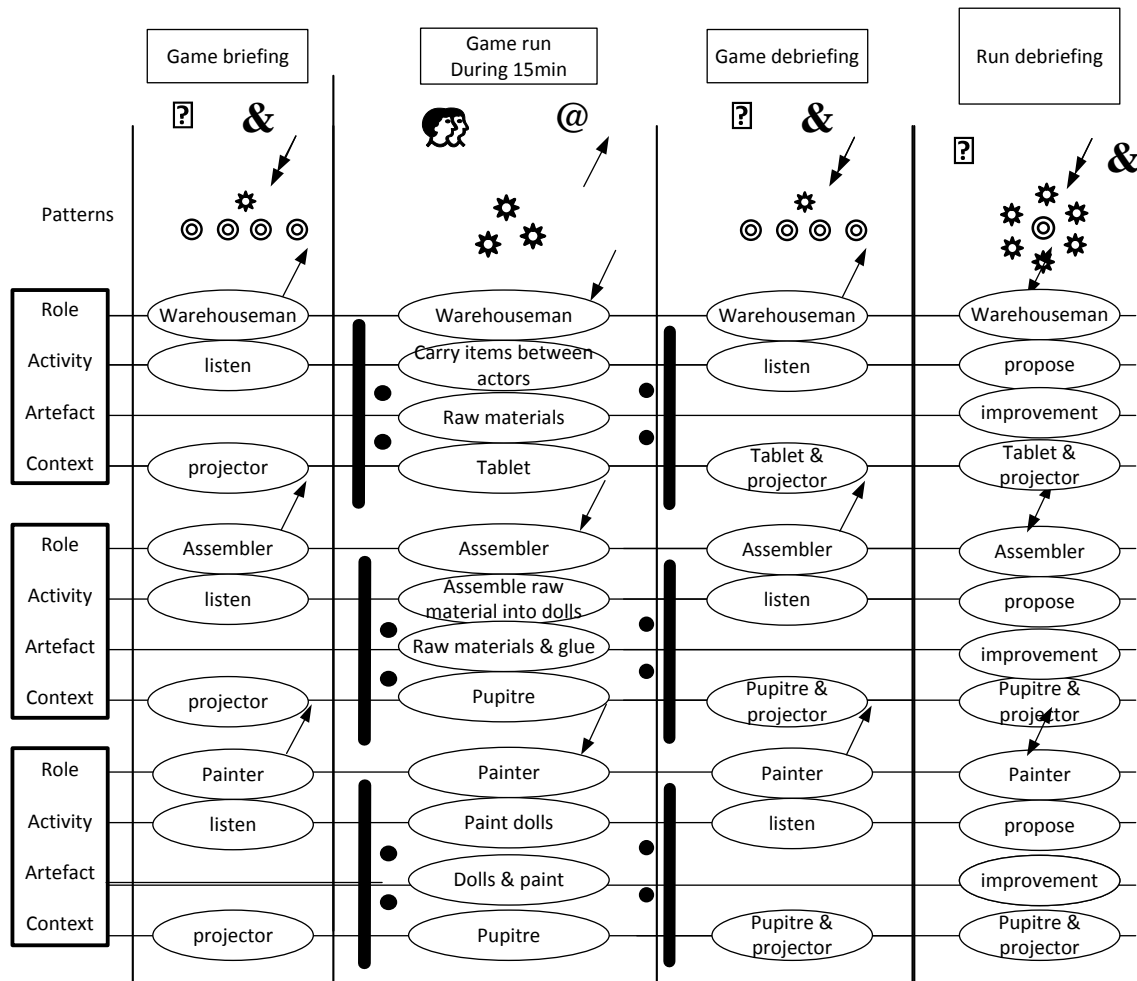 Game briefing
Game run
During 15min
Game debriefing
Run debriefing
? &
@
? &
? &
Patterns
Role
Warehouseman
Warehouseman
Warehouseman
Warehouseman
Activity
listen
Carry items between
actors
listen
propose
Artefact
Raw materials
improvement
Context
projector
Tablet
Tablet &
projector
Tablet &
projector
Role
Assembler
Assembler
Assembler
Assembler
Activity
listen
Assemble raw
material into dolls
listen
propose
Artefact
Raw materials & glue
improvement
Context
projector
Pupitre
Pupitre &
projector
Pupitre &
projector
Role
Painter
Painter
Painter
Painter
Activity
listen
Paint dolls
listen
propose
Artefact
Dolls & paint
improvement
Context
projector
Pupitre
Pupitre &
projector
Pupitre &
projector